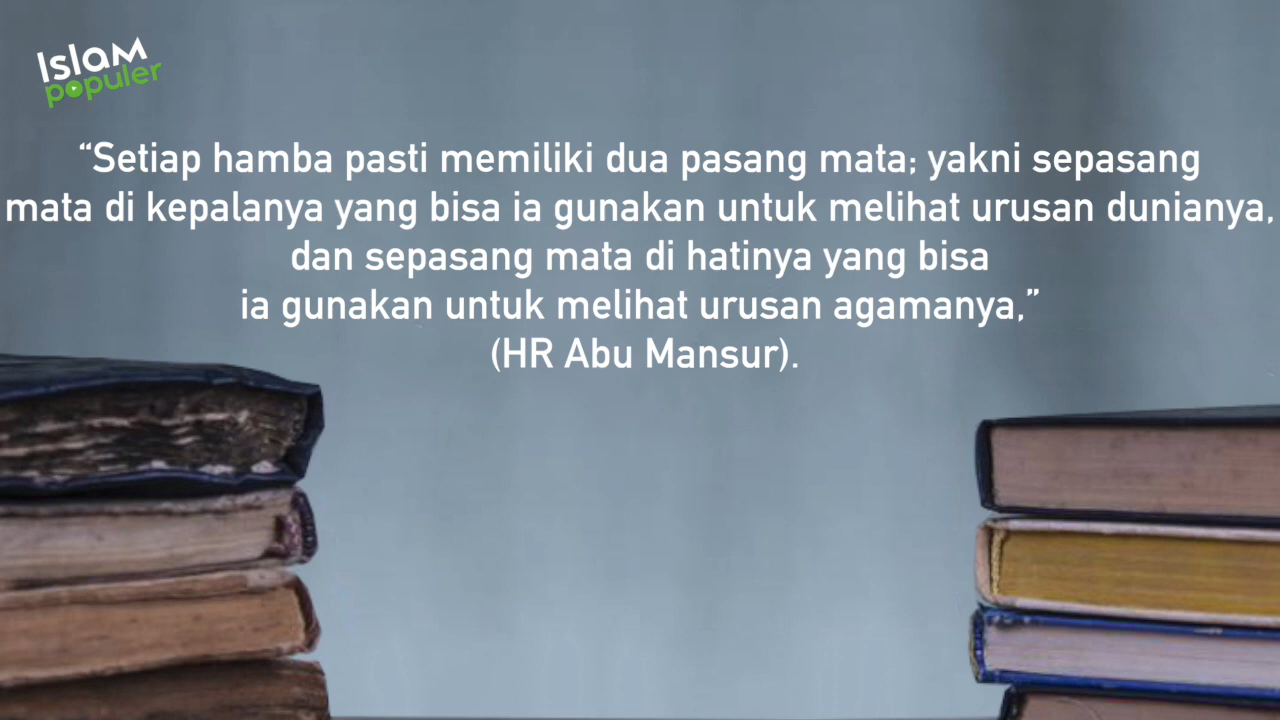 Islam
populer
“Setiap hamba pasti memiliki dua pasang mata; yakni sepasang
mata di kepalanya yang bisa ia gunakan untuk melihat urusan dunianya,
dan sepasang mata di hatinya yang bisa
ia gunakan untuk melihat urusan agamanya,”
(HR Abu Mansur).